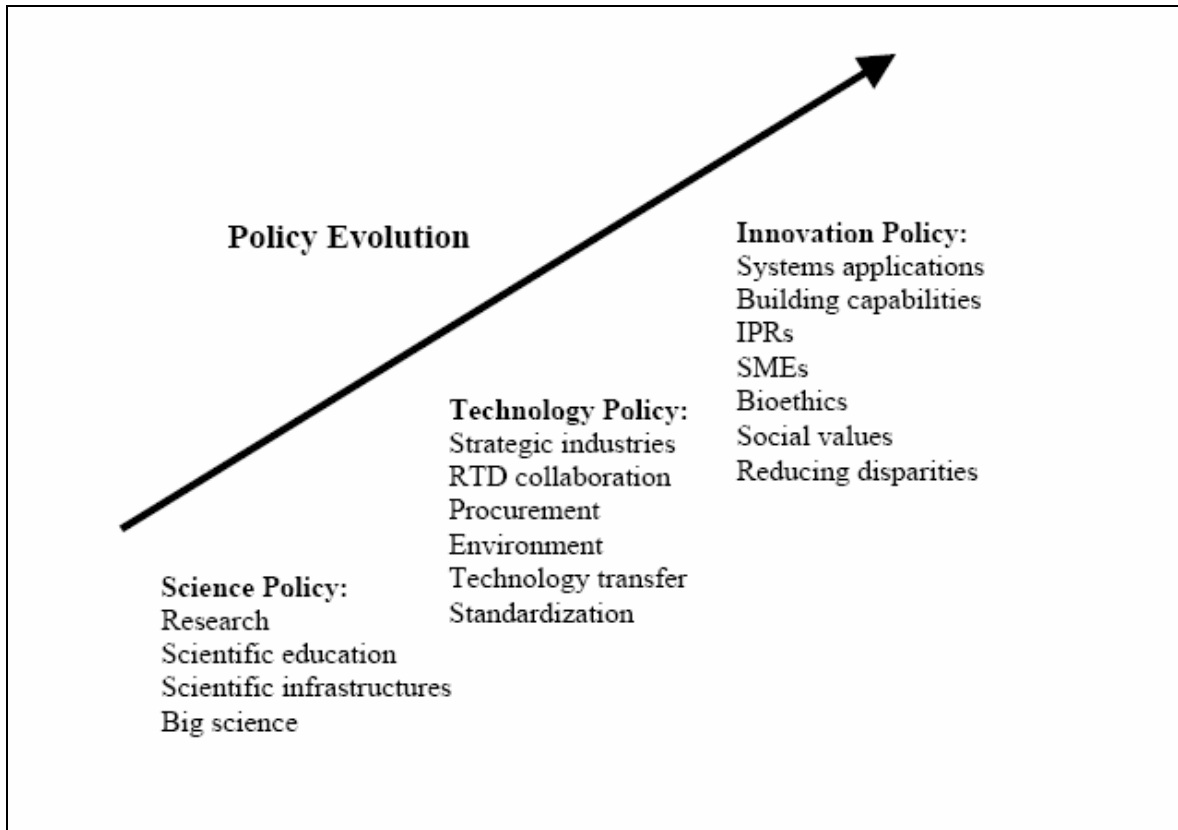 Policy Evolution
Science Policy:
Research
Scientific education
Scientific infrastructures
Big science
Technology Policy:
Strategic industries
RTD collaboration
Procurement
Environment
Technology transfer
Standardization
Innovation Policy:
Systems applications
Building capabilities
IPRs
SMEs
Bioethics
Social values
Reducing disparities